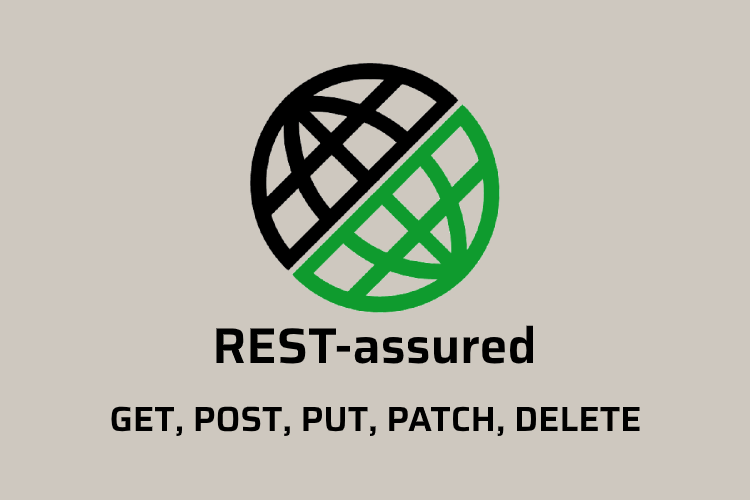 REST-assured
GET, POST, PUT, PATCH, DELETE